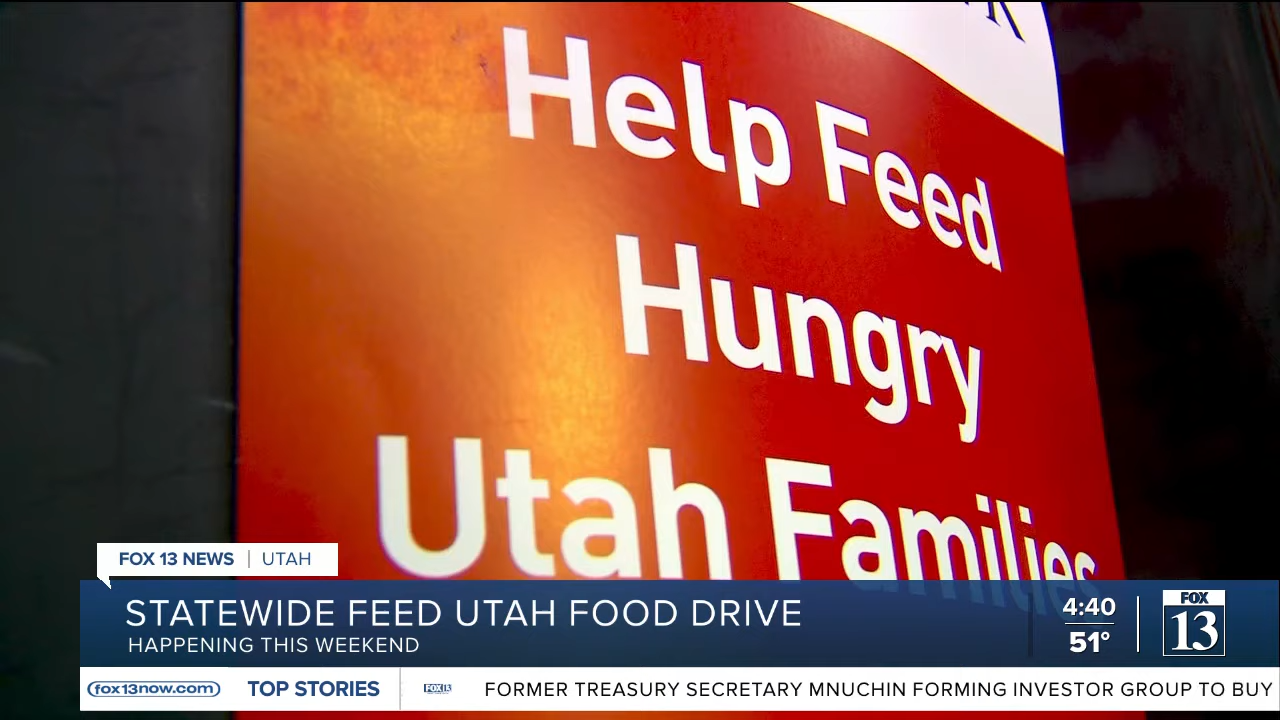 Help Feed
Hungry
Utah Families
FOX 13 NEWS | UTAH
STATEWIDE FEED UTAH FOOD DRIVE
HAPPENING THIS WEEKEND
4:40
51°
FOX
13
fox13now.com
TOP STORIES
FOX 13
FORMER TREASURY SECRETARY MNUCHIN FORMING INVESTOR GROUP TO BUY